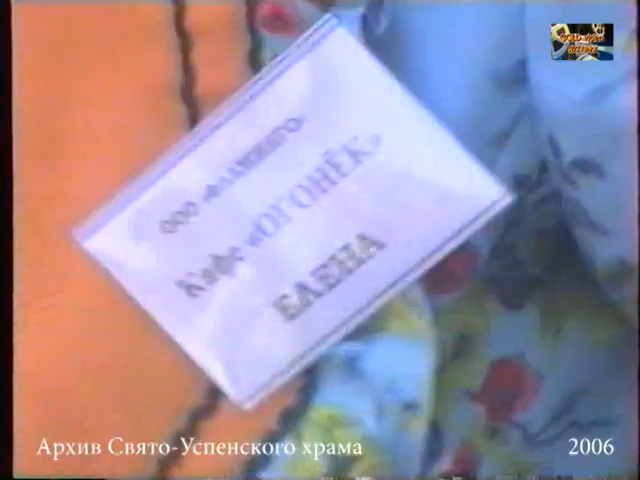 ООО «ФЛАМИНГО»
Кафе «ОГОНЁК»
ЕЛЕНА
Архив Свято-Успенского храма
2006